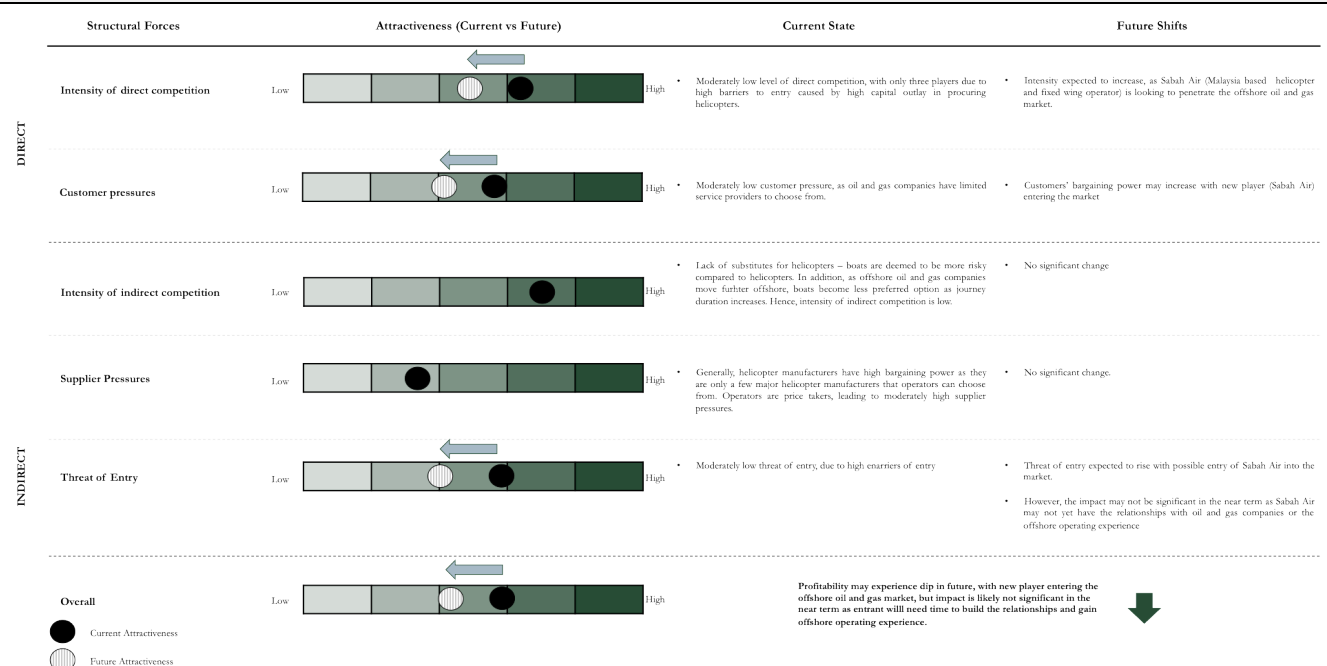 Structural Forces
Attractiveness (Current vs Future)
Current State
Future Shifts
DIRECT
Intensity of direct competition
Low
High
• Moderately low level of direct competition, with only three players due to
high barriers to entry caused by high capital outlay in procuring
helicopters.
• Intensity expected to increase, as Sabah Air (Malaysia based helicopter
and fixed wing operator) is looking to penetrate the offshore oil and gas
market.
Customer pressures
Low
High
• Moderately low customer pressure, as oil and gas companies have limited
service providers to choose from.
• Customers' bargaining power may increase with new player (Sabah Air)
entering the market
INDIRECT
Intensity of indirect competition
Low
High
• Lack of substitutes for helicopters – boats are deemed to be more risky
compared to helicopters. In addition, as offshore oil and gas companies
move furhter offshore, boats become less preferred option as journey
duration increases. Hence, intensity of indirect competition is low.
• No significant change
Supplier Pressures
Low
High
• Generally, helicopter manufacturers have high bargaining power as they
are only a few major helicopter manufacturers that operators can choose
from. Operators are price takers, leading to moderately high supplier
pressures.
• No significant change.
Threat of Entry
Low
High
• Moderately low threat of entry, due to high enarriers of entry
• Threat of entry expected to rise with possible entry of Sabah Air into the
market.
• However, the impact may not be significant in the near term as Sabah Air
may not yet have the relationships with oil and gas companies or the
offshore operating experience
Overall
Low
High
Profitability may experience dip in future, with new player entering the
offshore oil and gas market, but impact is likely not significant in the
near term as entrant willl need time to build the relationships and gain
offshore operating experience.
Current Attractiveness
Future Attractiveness